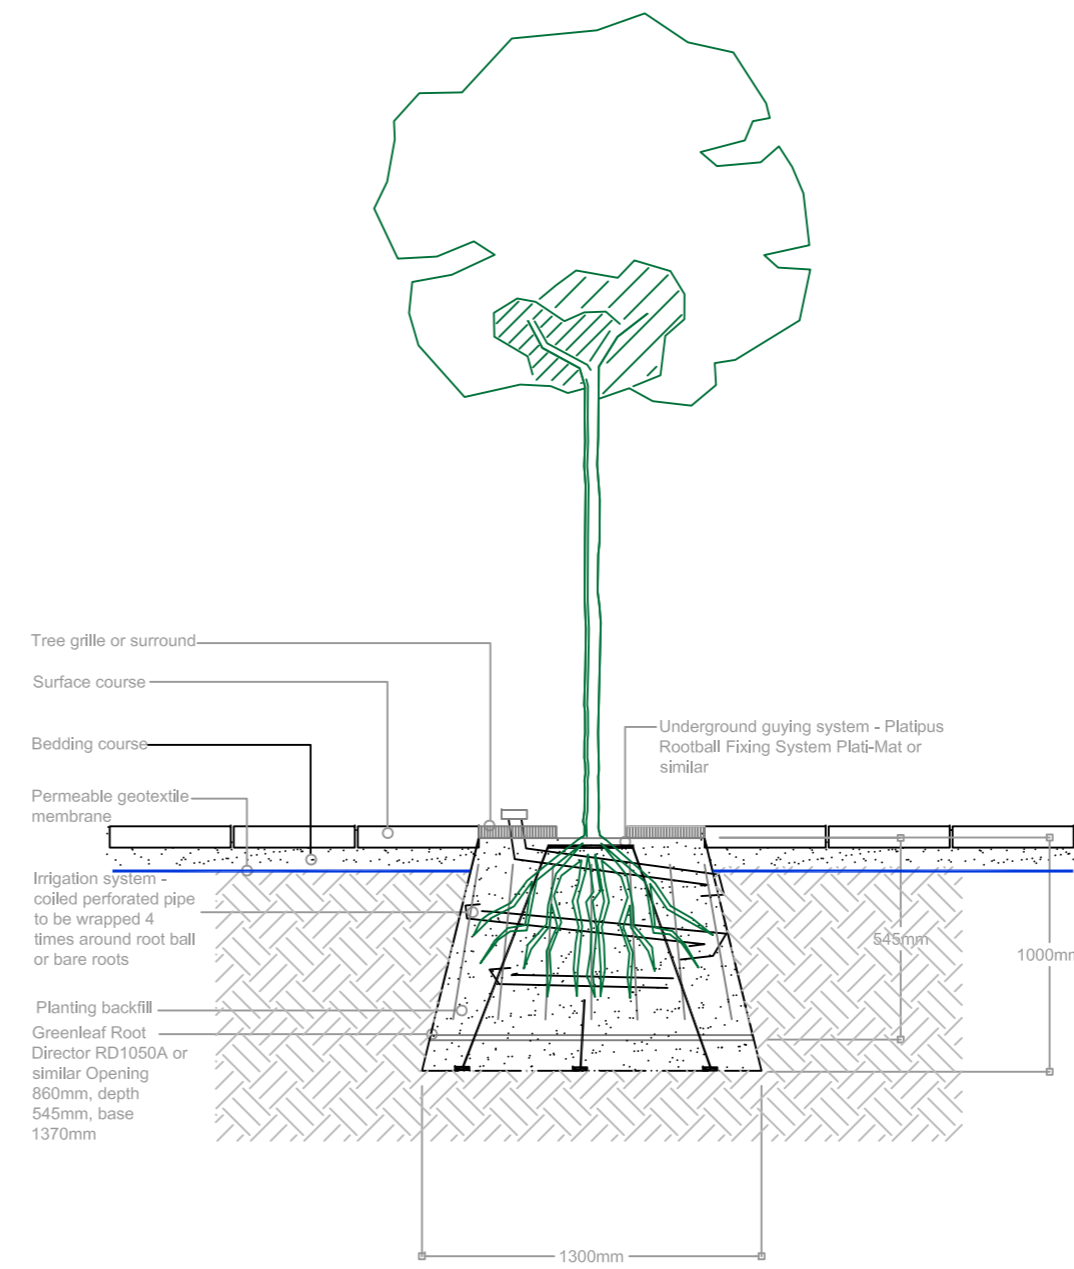 Tree grille or surround
Surface course
Bedding course
Permeable geotextile
membrane
Irrigation system -
coiled perforated pipe
to be wrapped 4
times around root ball
or bare roots
Planting backfill
Greenleaf Root
Director RD1050A or
similar Opening
860mm, depth
545mm, base
1370mm
Underground guying system - Platipus
Rootball Fixing System Plati-Mat or
similar
545mm
1000mm
1300mm